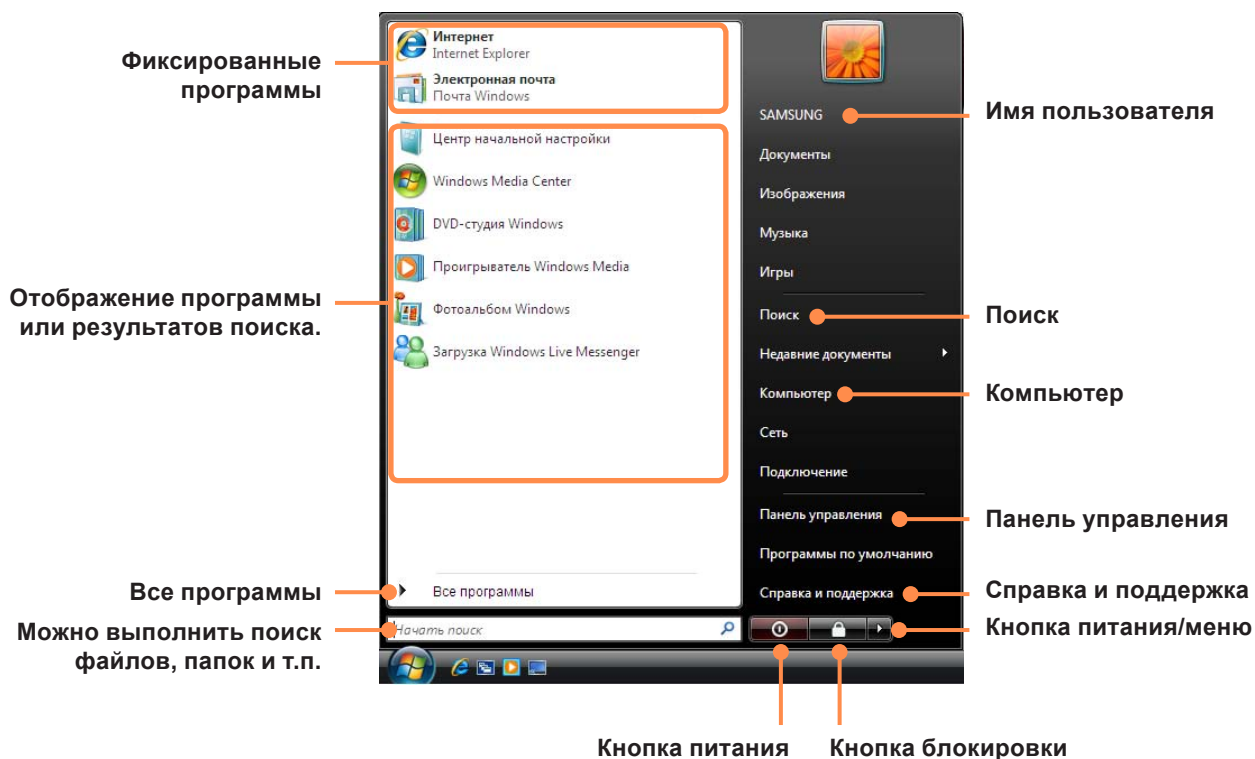 Фиксированные
программы
Отображение программы
или результатов поиска.
Все программы
Можно выполнить поиск
файлов, папок и т.п.
Интернет
Internet Explorer
Электронная почта
Почта Windows
Центр начальной настройки
Windows Media Center
DVD-студия Windows
Проигрыватель Windows Media
Фотоальбом Windows
Загрузка Windows Live Messenger
Все программы
Начать поиск
SAMSUNG
Документы
Изображения
Музыка
Игры
Поиск
Недавние документы
Компьютер
Сеть
Подключение
Панель управления
Программы по умолчанию
Справка и поддержка
Имя пользователя
Поиск
Компьютер
Панель управления
Справка и поддержка
Кнопка питания/меню
Кнопка питания
Кнопка блокировки